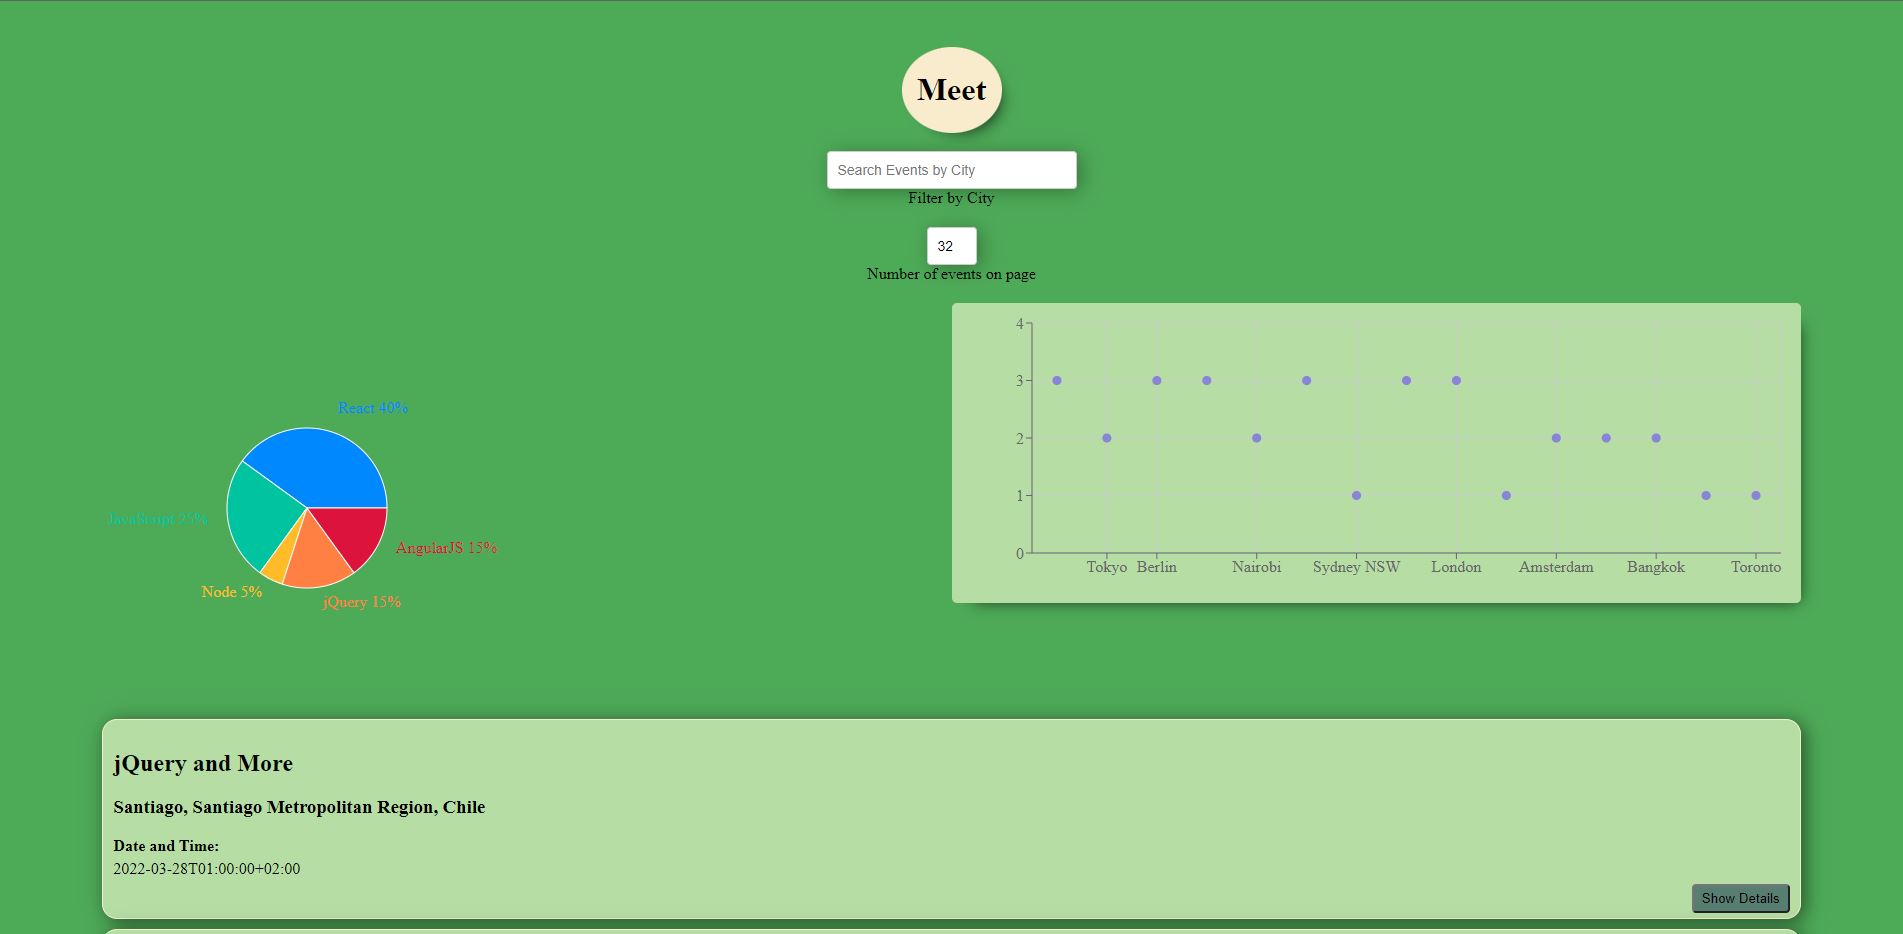 Meet
Search Events by City
Filter by City
32
Number of events on page
React 40%
JavaScript 25%
AngularJS 15%
Node 5%
jQuery 15%
4
3
2
1
0
Tokyo Berlin Nairobi Sydney NSW London Amsterdam Bangkok Toronto
jQuery and More
Santiago, Santiago Metropolitan Region, Chile
Date and Time:
2022-03-28T01:00:00+02:00
Show Details